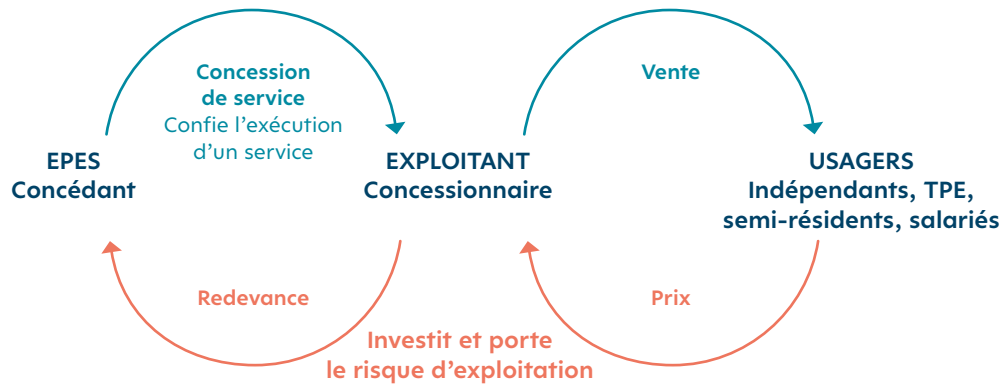 Concession
de service
Confie l’exécution
d’un service
Vente
EPES
Concédant
EXPLOITANT
Concessionnaire
USAGERS
Indépendants, TPE,
semi-résidents, salariés
Redevance
Prix
Investit et porte
le risque d’exploitation